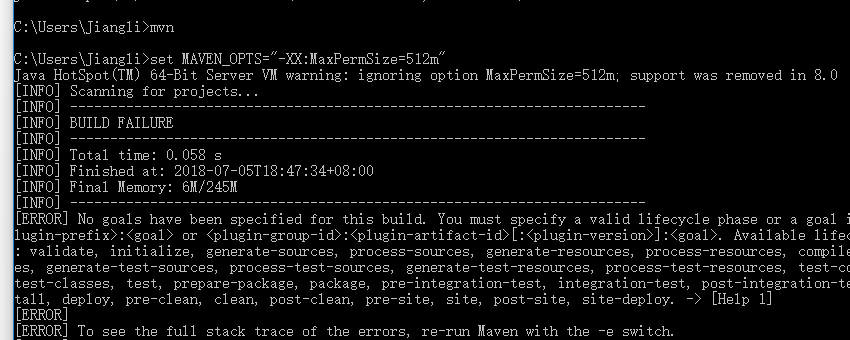 C:\Users\Jiangli>mvn
C:\Users\Jiangli>set MAVEN_OPTS="-XX:MaxPermSize=512m"
Java HotSpot(TM) 64-Bit Server VM warning: ignoring option MaxPermSize=512m; support was removed in 8.0
[INFO] Scanning for projects...
[INFO] ------------------------------------------------------------------------
[INFO] BUILD FAILURE
[INFO] ------------------------------------------------------------------------
[INFO] Total time: 0.058 s
[INFO] Finished at: 2018-07-05T18:47:34+08:00
[INFO] Final Memory: 6M/245M
[INFO] ------------------------------------------------------------------------
[ERROR] No goals have been specified for this build. You must specify a valid lifecycle phase or a goal i
lugin-prefix>:<goal> or <plugin-group-id>:<plugin-artifact-id>[:<plugin-version>]:<goal>. Available lifec
: validate, initialize, generate-sources, process-sources, generate-resources, process-resources, compile
es, generate-test-sources, process-test-sources, generate-test-resources, process-test-resources, test-co
test-classes, test, prepare-package, package, pre-integration-test, integration-test, post-integration-te
tall, deploy, pre-clean, clean, post-clean, pre-site, site, post-site, site-deploy. -> [Help 1]
[ERROR]
[ERROR] To see the full stack trace of the errors, re-run Maven with the -e switch.